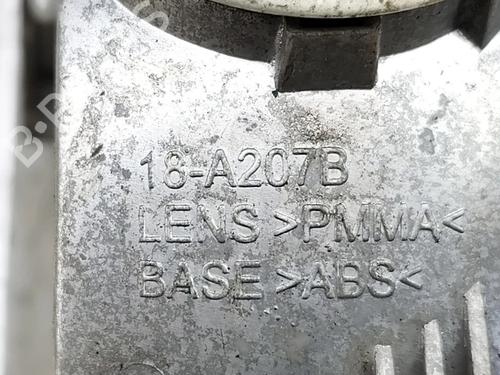 18-A207B
LENS >PMMA<
BASE >ABS<